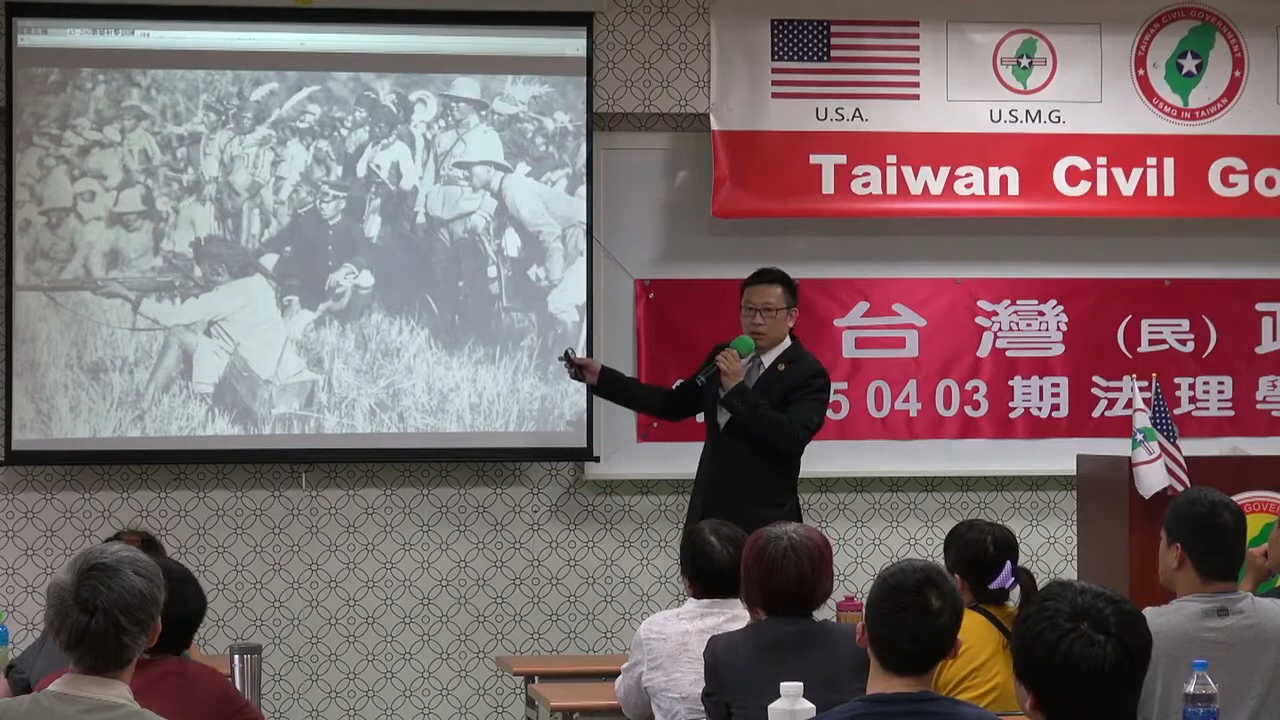 U.S.A.
U.S.M.G.
TAIWAN CIVIL GOVERNMENT
USMG IN TAIWAN
Taiwan Civil Go
台灣(民)政
5 04 03 期法理學